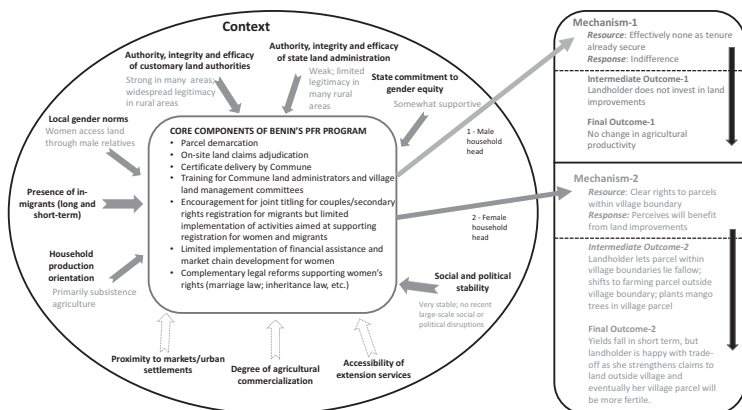 Context
Authority, integrity and efficacy
of customary land authorities
Strong in many areas;
widespread legitimacy
in rural areas
Authority, integrity and efficacy
of state land administration
Weak; limited
legitimacy in
many rural
areas
State commitment to
gender equity
Somewhat supportive
Local gender norms
Women access land
through male relatives
Presence of in-
migrants (long and
short-term)
Household
production
orientation
Primarily subsistence
agriculture
CORE COMPONENTS OF BENIN'S PFR PROGRAM
• Parcel demarcation
• On-site land claims adjudication
• Certificate delivery by Commune
• Training for Commune land administrators and village
land management committees
• Encouragement for joint titling for couples/secondary
rights registration for migrants but limited
implementation of activities aimed at supporting
registration for women and migrants
• Limited implementation of financial assistance and
market chain development for women
• Complementary legal reforms supporting women's
rights (marriage law; inheritance law, etc.)
1 - Male
household
head
2 - Female
household
head
Social and political
stability
Very stable; no recent
large-scale social or
political disruptions
Proximity to markets/urban
settlements
Degree of agricultural
commercialization
Accessibility of
extension services
Mechanism-1
Resource: Effectively none as tenure
already secure
Response: Indifference
Intermediate Outcome-1
Landholder does not invest in land
improvements
Final Outcome-1
No change in agricultural
productivity
Mechanism-2
Resource: Clear rights to parcels
within village boundary
Response: Perceives will benefit
from land improvements
Intermediate Outcome-2
Landholder lets parcel within
village boundaries lie fallow;
shifts to farming parcel outside
village boundary; plants mango
trees in village parcel
Final Outcome-2
Yields fall in short term, but
landholder is happy with trade-
off as she strengthens claims to
land outside village and
eventually her village parcel will
be more fertile.